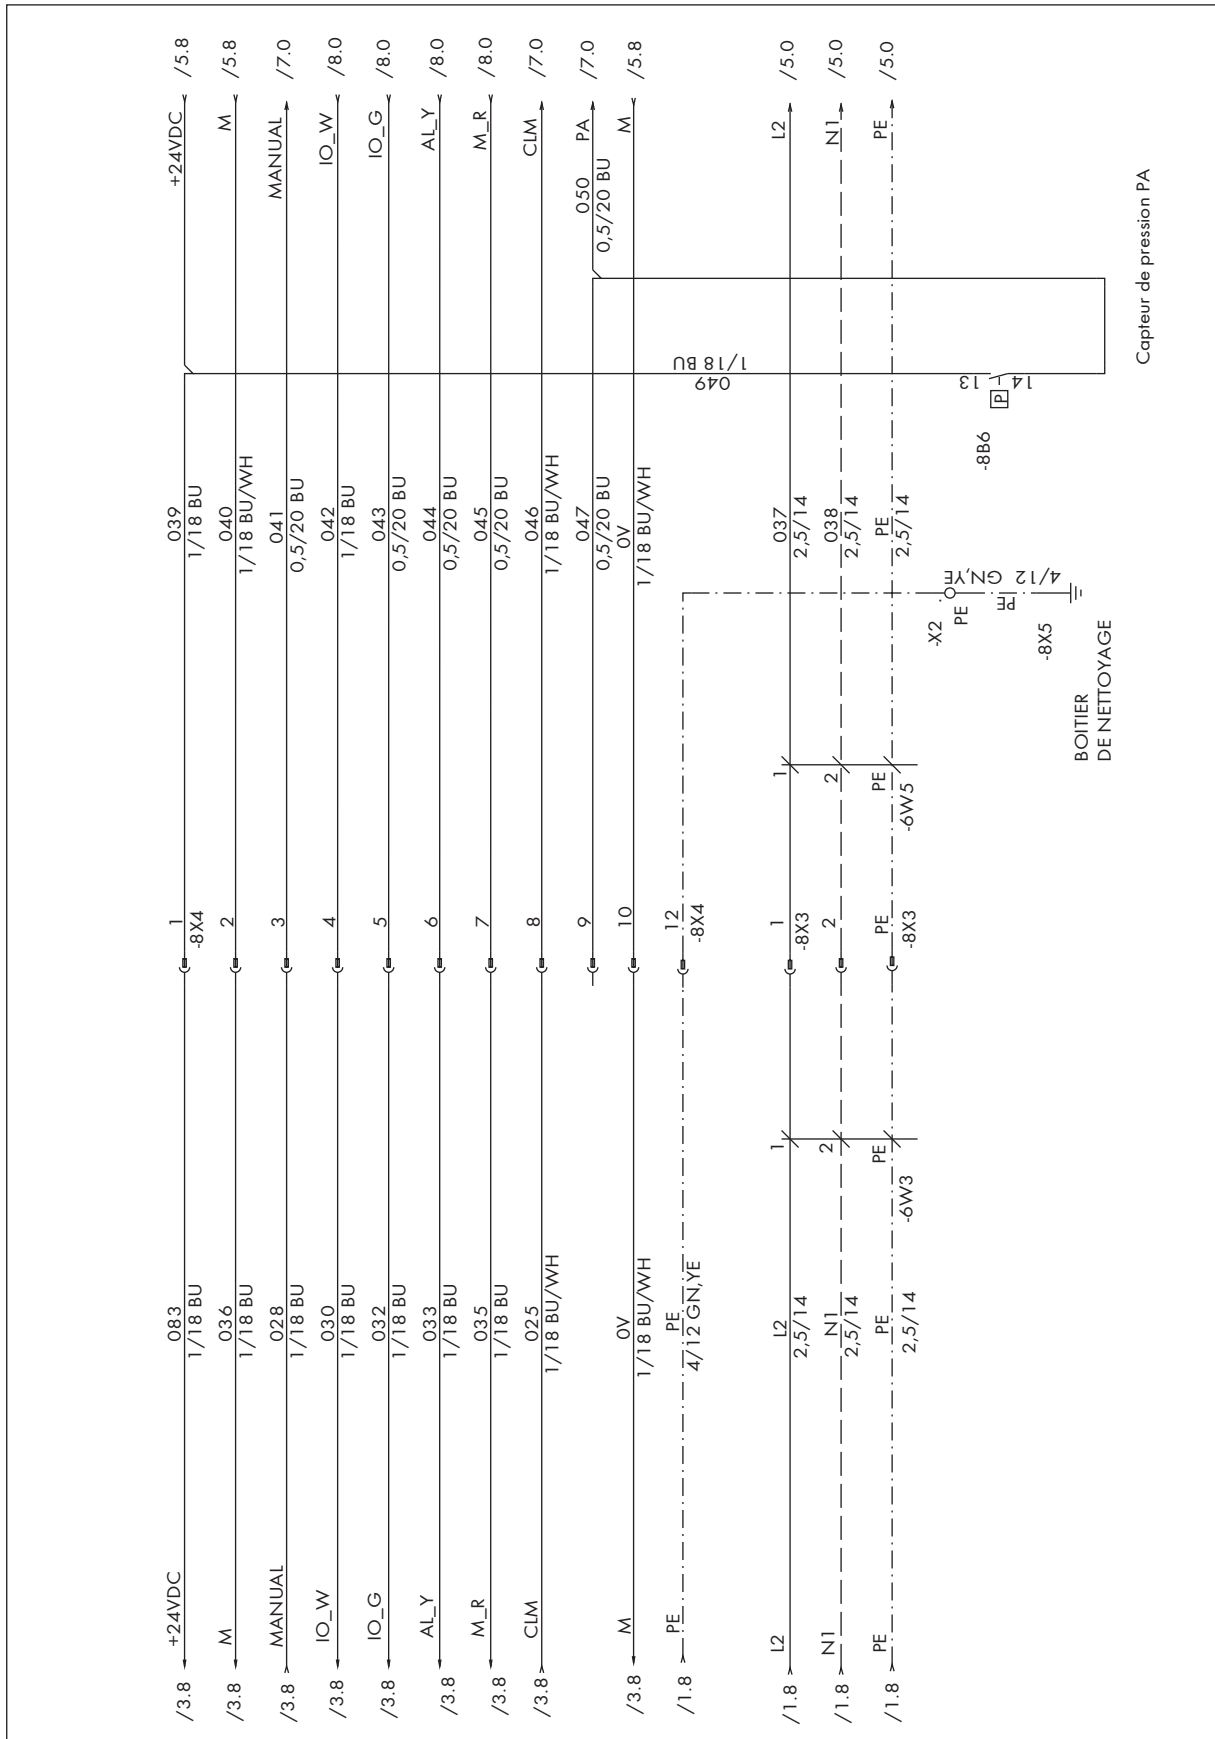 +24VDC /5.8
M /5.8
MANUAL /7.0
IO_W /8.0
IO_G /8.0
AL_Y /8.0
M_R /8.0
CLM /7.0
PA /7.0
M /5.8
L2 /5.0
N1 /5.0
PE /5.0
050
0,5/20 BU
049
1/18 BU
13
14
P
-8B6
Capteur de pression PA
039
1/18 BU
040
1/18 BU/WH
041
0,5/20 BU
042
1/18 BU
043
0,5/20 BU
044
0,5/20 BU
045
0,5/20 BU
046
1/18 BU/WH
047
0,5/20 BU
0V
1/18 BU/WH
037
2,5/14
038
2,5/14
PE
2,5/14
-X2
PE
PE
4/12 GN,YE
-8X5
BOITIER
DE NETTOYAGE
1
2
PE
-6W5
1
-8X4
2
3
4
5
6
7
8
9
10
12
-8X4
1
-8X3
2
PE
-8X3
1
2
PE
-6W3
083
1/18 BU
036
1/18 BU
028
1/18 BU
030
1/18 BU
032
1/18 BU
033
1/18 BU
035
1/18 BU
025
1/18 BU/WH
0V
1/18 BU/WH
PE
4/12 GN,YE
L2
2,5/14
N1
2,5/14
PE
2,5/14
/3.8 +24VDC
/3.8 M
/3.8 MANUAL
/3.8 IO_W
/3.8 IO_G
/3.8 AL_Y
/3.8 M_R
/3.8 CLM
/3.8 M
/1.8 PE
/1.8 L2
/1.8 N1
/1.8 PE